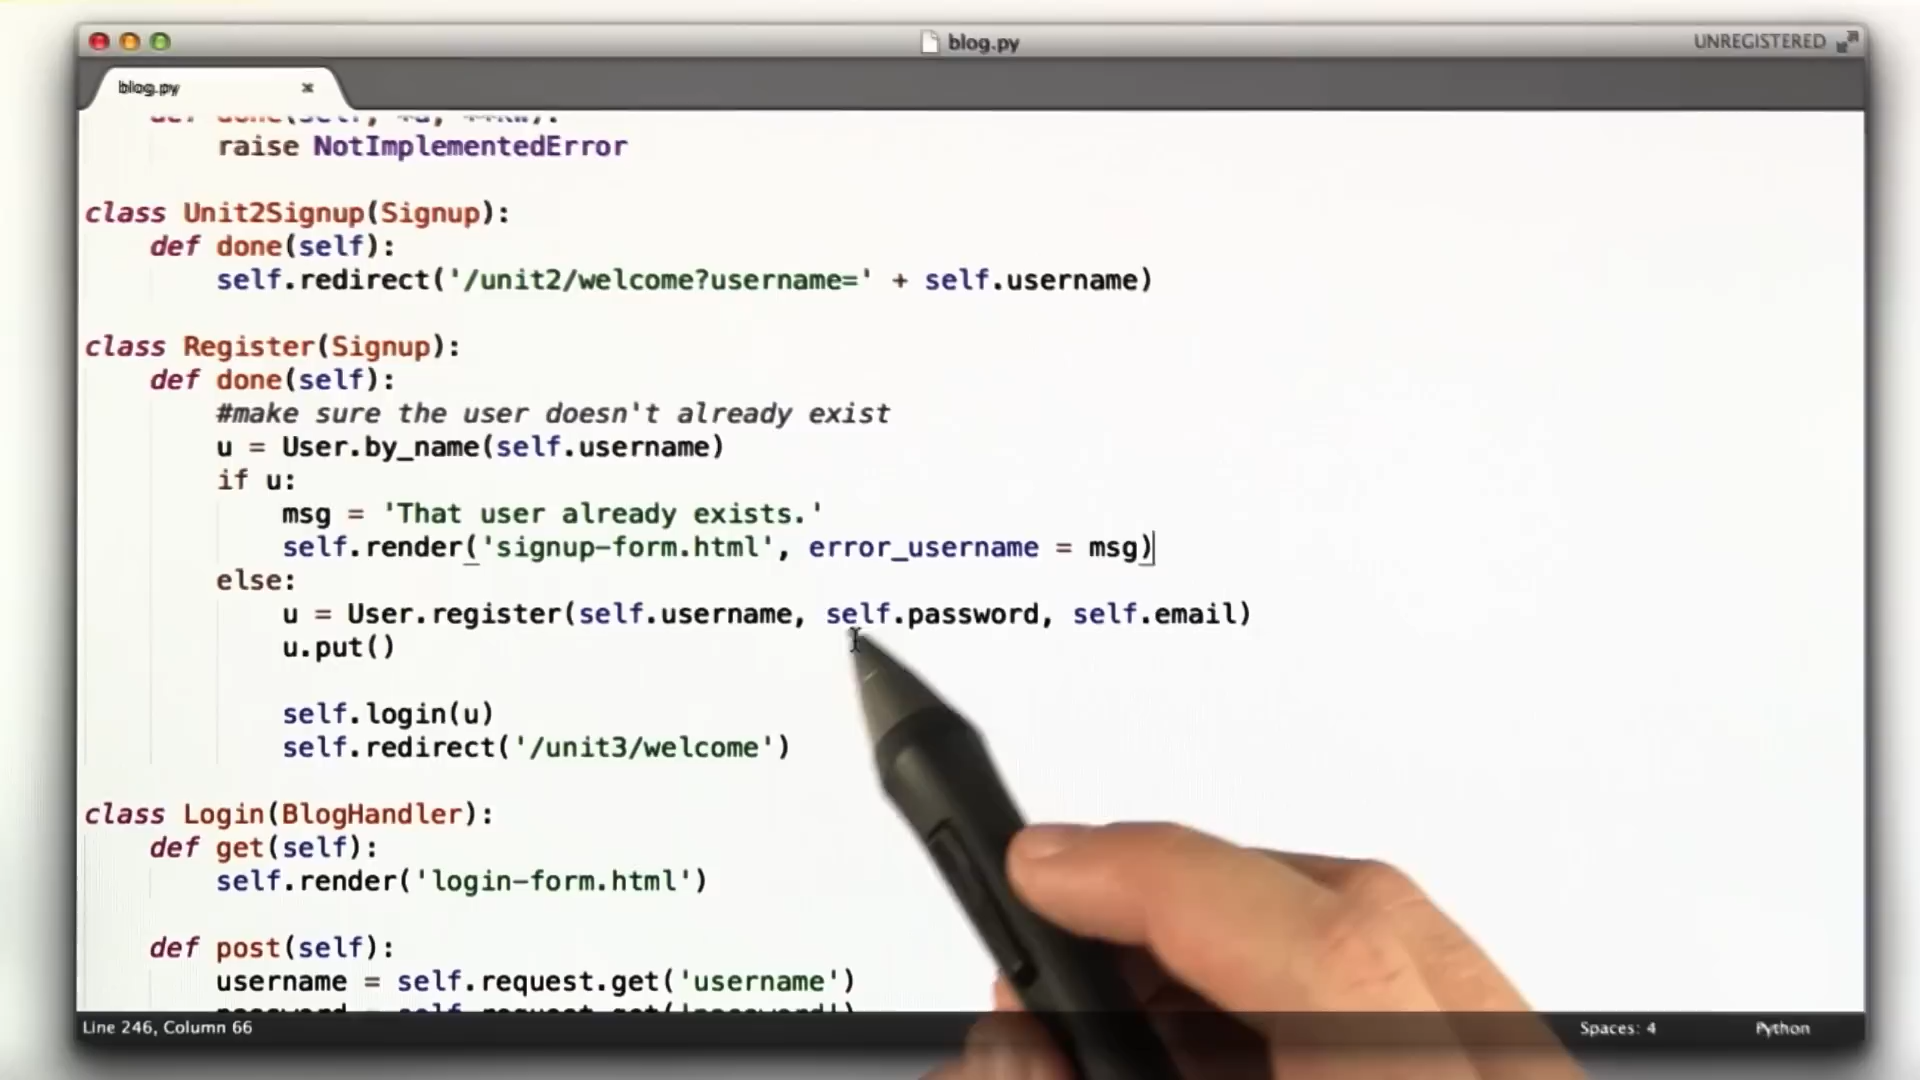 blog.py
UNREGISTERED
blog.py
raise NotImplementedError
class Unit2Signup(Signup):
def done(self):
self.redirect('/unit2/welcome?username=' + self.username)
class Register(Signup):
def done(self):
#make sure the user doesn't already exist
u = User.by_name(self.username)
if u:
msg = 'That user already exists.'
self.render('signup-form.html', error_username = msg)
else:
u = User.register(self.username, self.password, self.email)
u.put()
self.login(u)
self.redirect('/unit3/welcome')
class Login(BlogHandler):
def get(self):
self.render('login-form.html')
def post(self):
username = self.request.get('username')
Line 246, Column 66
Spaces: 4
Python